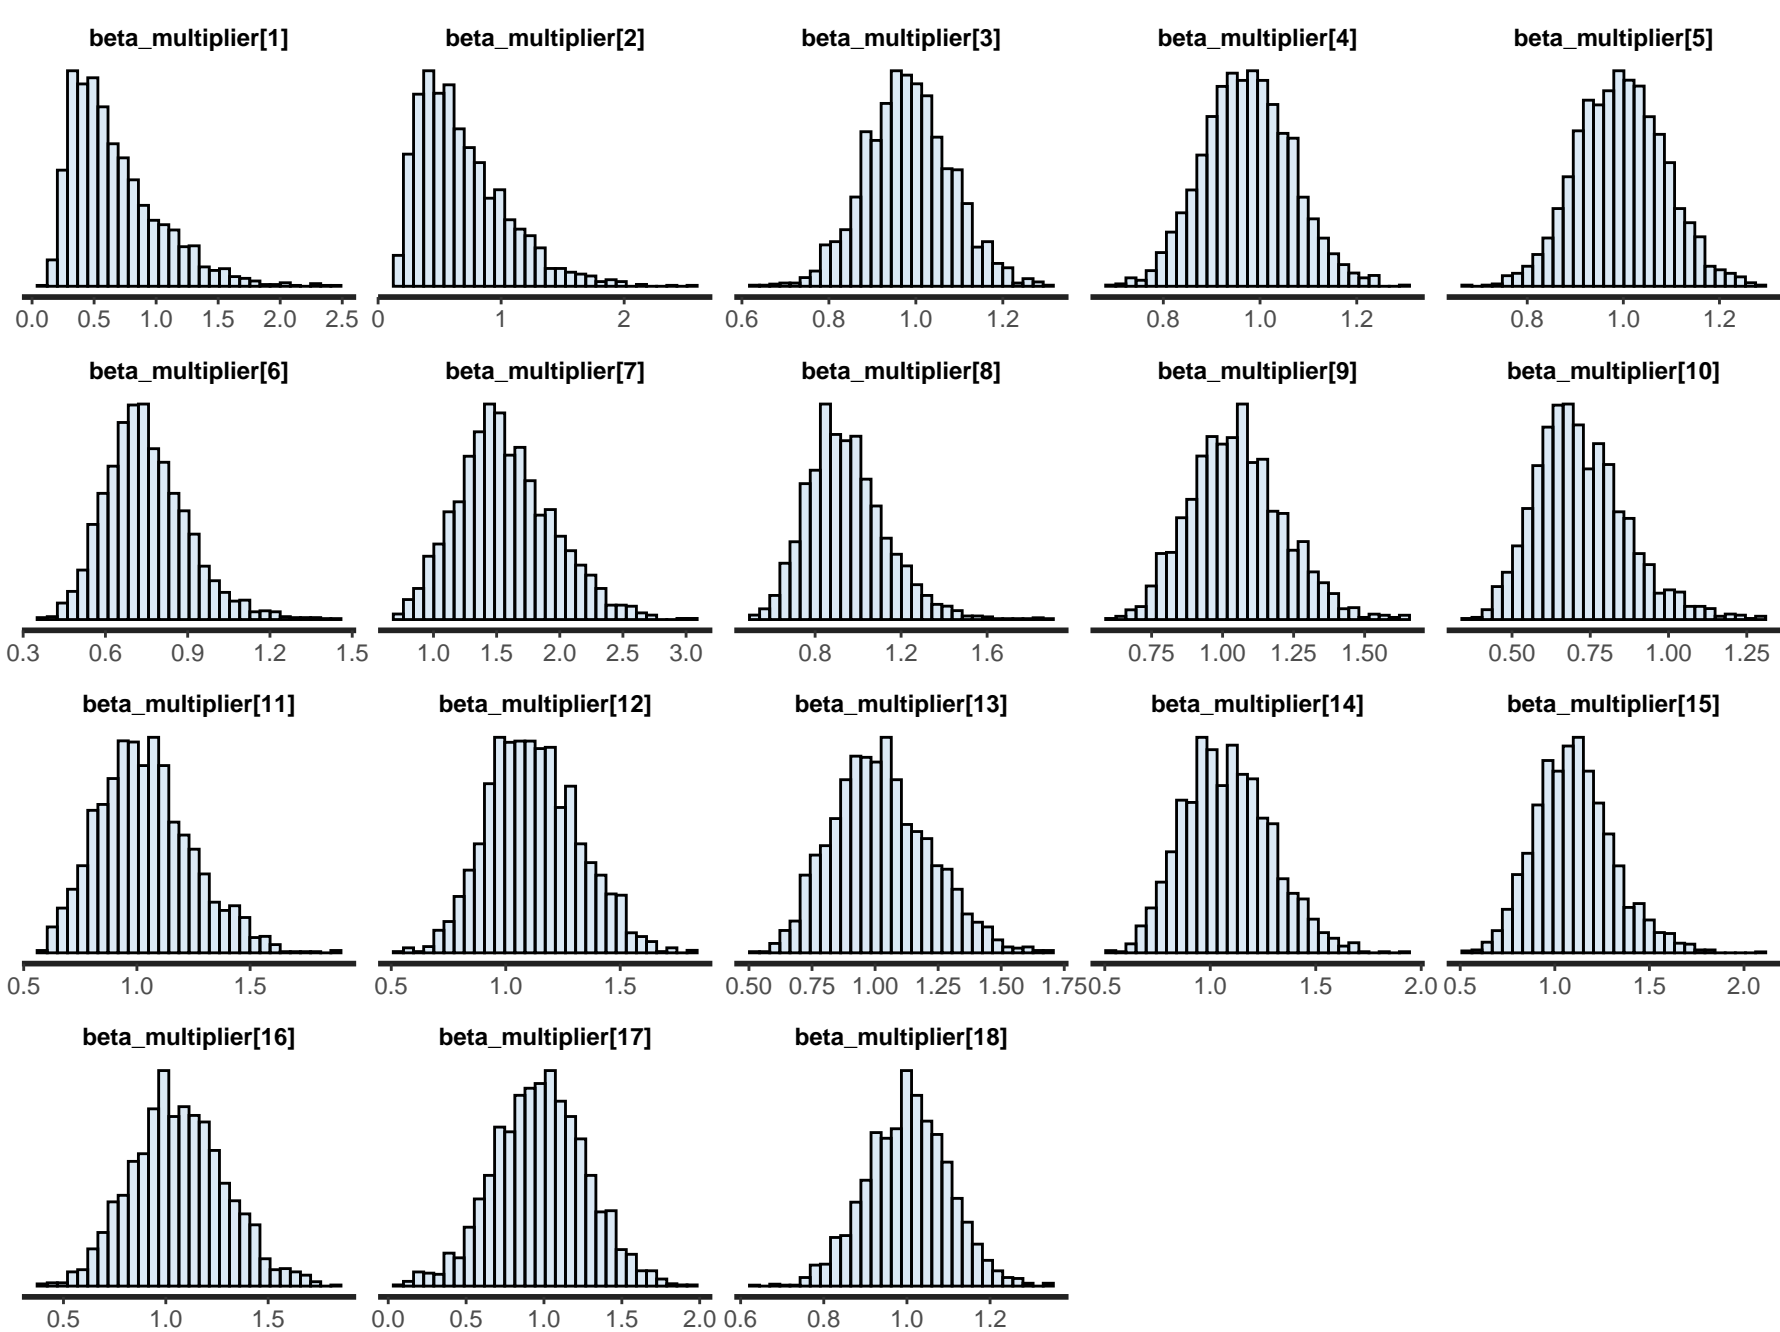 beta_multiplier[1] beta_multiplier[2] beta_multiplier[3] beta_multiplier[4] beta_multiplier[5]
0.0 0.5 1.0 1.5 2.0 2.5 0 1 2 0.6 0.8 1.0 1.2 0.8 1.0 1.2 0.8 1.0 1.2
beta_multiplier[6] beta_multiplier[7] beta_multiplier[8] beta_multiplier[9] beta_multiplier[10]
0.3 0.6 0.9 1.2 1.5 1.0 1.5 2.0 2.5 3.0 0.8 1.2 1.6 0.75 1.00 1.25 1.50 0.50 0.75 1.00 1.25
beta_multiplier[11] beta_multiplier[12] beta_multiplier[13] beta_multiplier[14] beta_multiplier[15]
0.5 1.0 1.5 0.5 1.0 1.5 0.50 0.75 1.00 1.25 1.50 1.75 0.5 1.0 1.5 2.0 0.5 1.0 1.5 2.0
beta_multiplier[16] beta_multiplier[17] beta_multiplier[18]
0.5 1.0 1.5 0.0 0.5 1.0 1.5 2.0 0.6 0.8 1.0 1.2